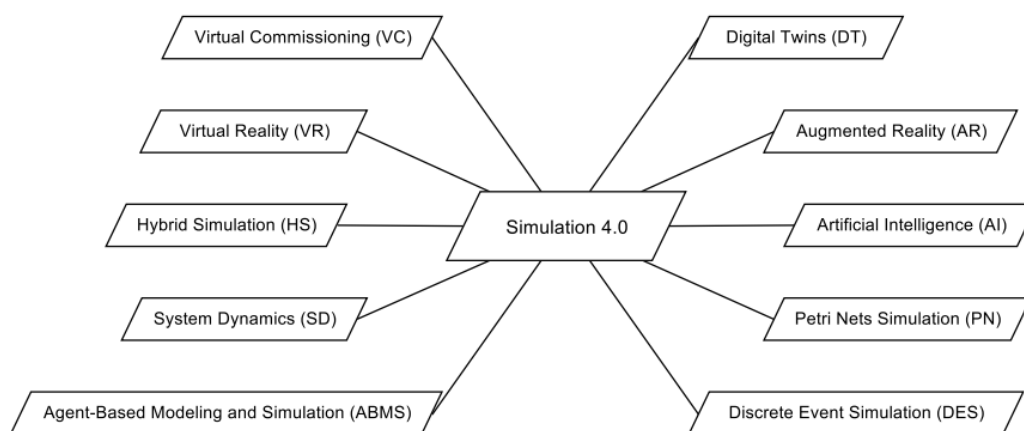 Virtual Commissioning (VC)
Digital Twins (DT)
Virtual Reality (VR)
Augmented Reality (AR)
Hybrid Simulation (HS)
Simulation 4.0
Artificial Intelligence (AI)
System Dynamics (SD)
Petri Nets Simulation (PN)
Agent-Based Modeling and Simulation (ABMS)
Discrete Event Simulation (DES)